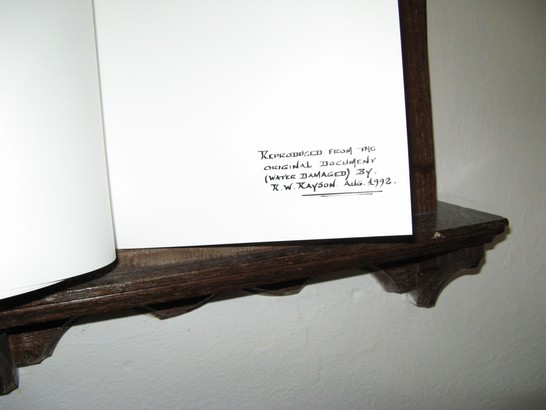 REPRODUCED FROM THE
ORIGINAL DOCUMENT
(WATER DAMAGED) BY.
R.W. RAYSON AUG. 1992.